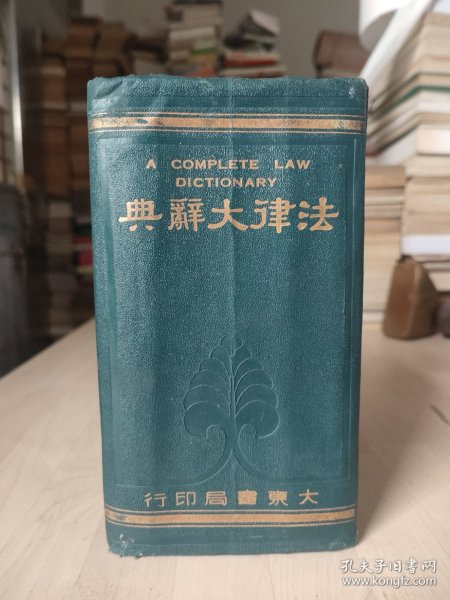 A COMPLETE LAW
DICTIONARY
法律大辭典
大東書局印行
孔夫子旧书网
www.kongfz.com